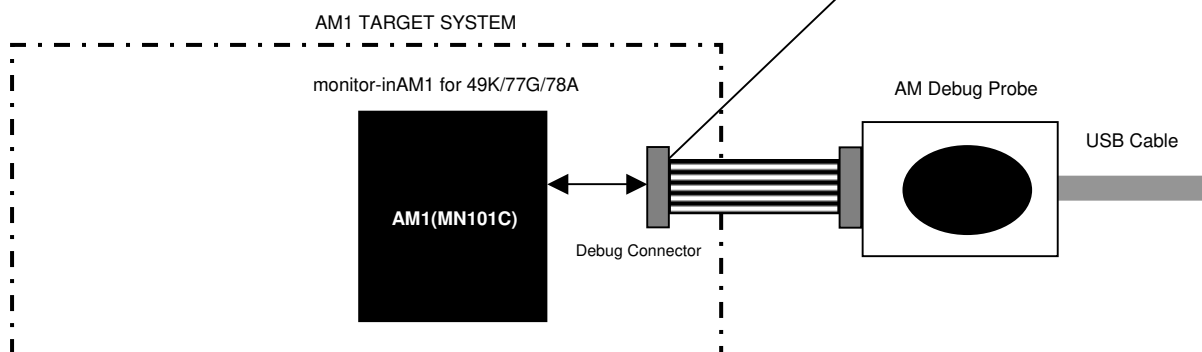 AM1 TARGET SYSTEM
monitor-inAM1 for 49K/77G/78A
AM Debug Probe
USB Cable
AM1(MN101C)
Debug Connector